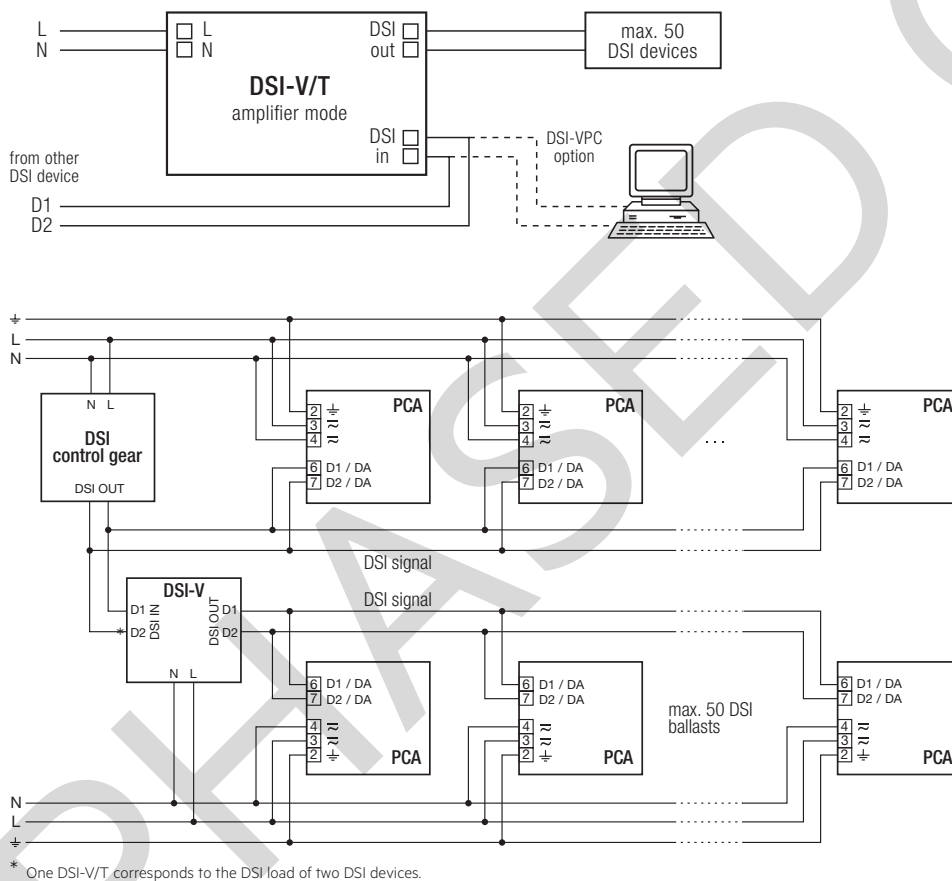 L
N
L
N
DSI
out
max. 50
DSI devices
DSI-V/T
amplifier mode
DSI
in
DSI-VPC
option
from other
DSI device
D1
D2
L
N
N L
DSI
control gear
DSI OUT
PCA
2
3
4
6 D1 / DA
7 D2 / DA
PCA
2
3
4
6 D1 / DA
7 D2 / DA
. . .
PCA
2
3
4
6 D1 / DA
7 D2 / DA
DSI signal
DSI signal
DSI-V
D1
* D2
DSI IN
DSI OUT
D1
D2
N L
6 D1 / DA
7 D2 / DA
4
3
2
PCA
6 D1 / DA
7 D2 / DA
4
3
2
PCA
max. 50 DSI
ballasts
6 D1 / DA
7 D2 / DA
4
3
2
PCA
N
L
* One DSI-V/T corresponds to the DSI load of two DSI devices.
PHASED